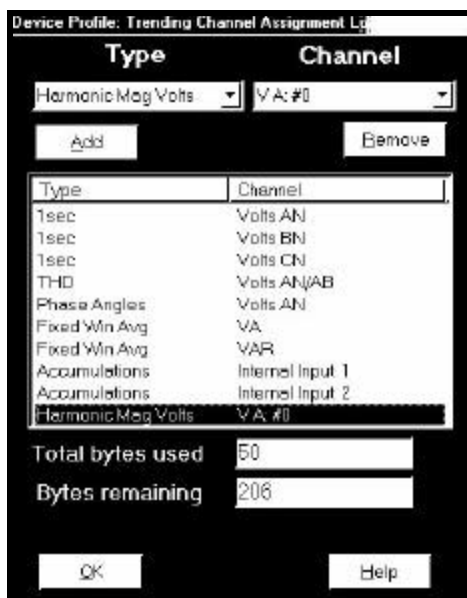 Device Profile: Trending Channel Assignment
Type Channel
Harmonic Mag Volts V A: #0
Add Remove
Type Channel
1sec Volts AN
1sec Volts BN
1sec Volts CN
THD Volts AN/AB
Phase Angles Volts AN
Fixed Win Avg VA
Fixed Win Avg VAR
Accumulations Internal Input 1
Accumulations Internal Input 2
Harmonic Mag Volts V A: #0
Total bytes used 50
Bytes remaining 206
OK Help